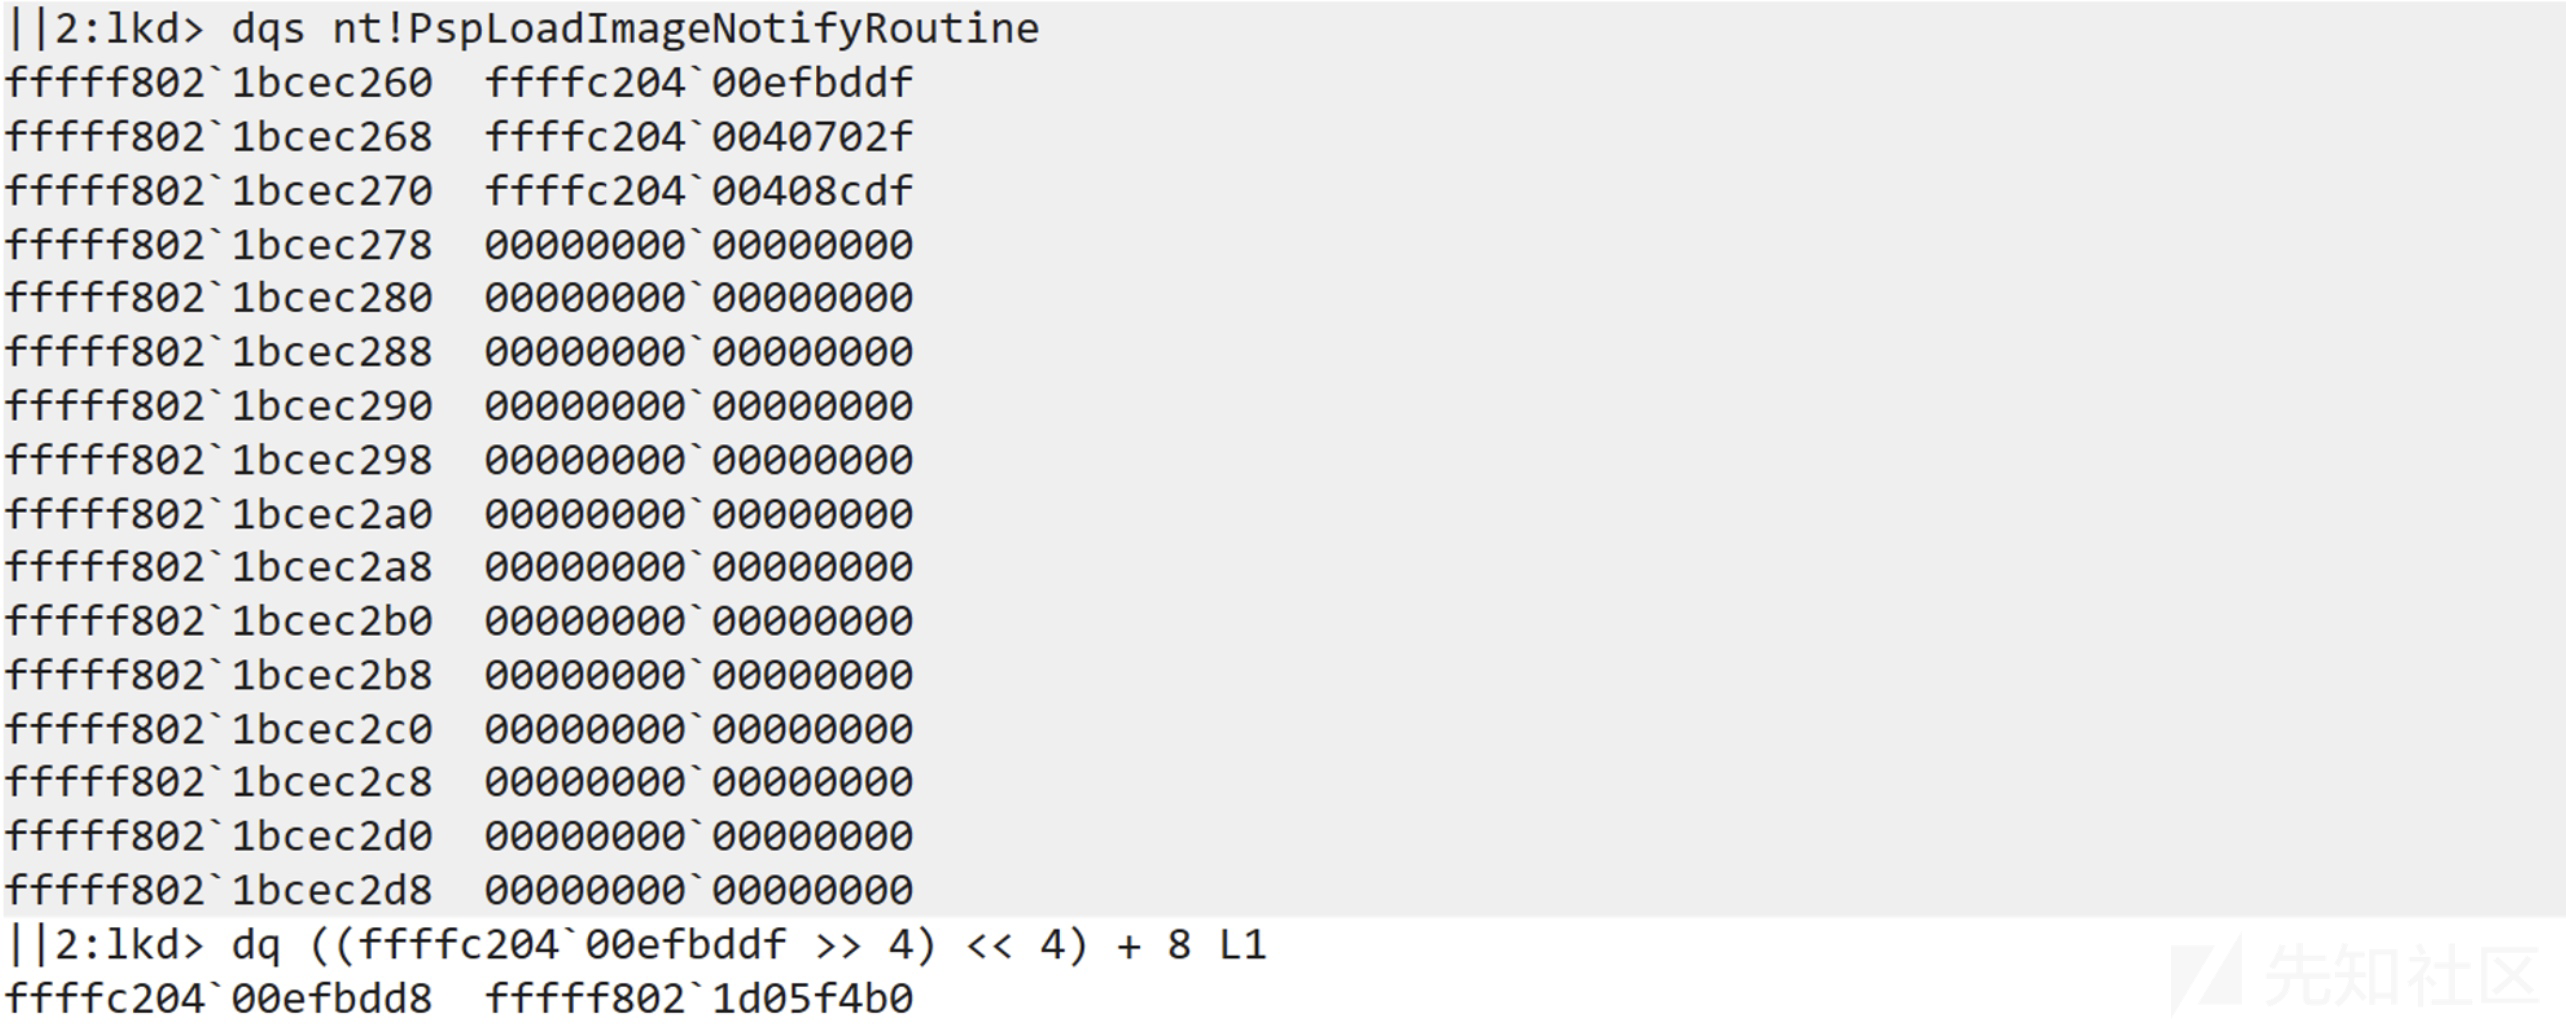 ||2:lkd> dqs nt!PspLoadImageNotifyRoutine
fffff802`1bcec260  ffffc204`00efbddf
fffff802`1bcec268  ffffc204`0040702f
fffff802`1bcec270  ffffc204`00408cdf
fffff802`1bcec278  00000000`00000000
fffff802`1bcec280  00000000`00000000
fffff802`1bcec288  00000000`00000000
fffff802`1bcec290  00000000`00000000
fffff802`1bcec298  00000000`00000000
fffff802`1bcec2a0  00000000`00000000
fffff802`1bcec2a8  00000000`00000000
fffff802`1bcec2b0  00000000`00000000
fffff802`1bcec2b8  00000000`00000000
fffff802`1bcec2c0  00000000`00000000
fffff802`1bcec2c8  00000000`00000000
fffff802`1bcec2d0  00000000`00000000
fffff802`1bcec2d8  00000000`00000000
||2:lkd> dq ((ffffc204`00efbddf >> 4) << 4) + 8 L1
ffffc204`00efbdd8  fffff802`1d05f4b0
先知社区